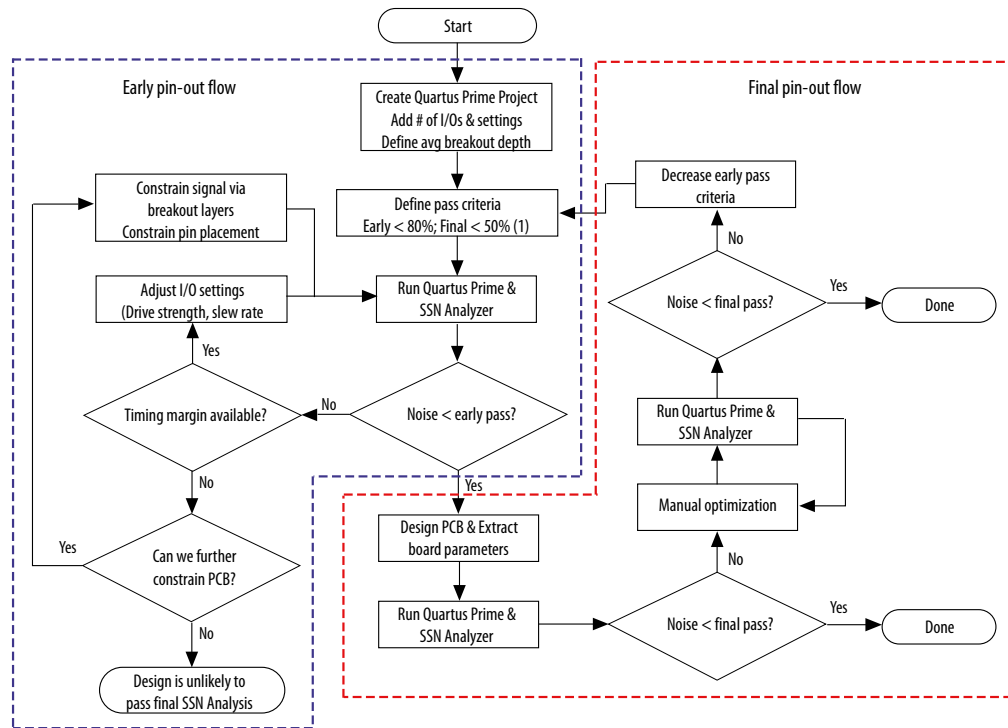 Start
Early pin-out flow
Create Quartus Prime Project
Add # of I/Os & settings
Define avg breakout depth
Define pass criteria
Early < 80%; Final < 50% (1)
Constrain signal via
breakout layers
Constrain pin placement
Run Quartus Prime &
SSN Analyzer
Adjust I/O settings
(Drive strength, slew rate
Yes
Timing margin available?
No
Noise < early pass?
No
Yes
Can we further
constrain PCB?
Yes
No
Design is unlikely to
pass final SSN Analysis
Final pin-out flow
Design PCB & Extract
board parameters
Run Quartus Prime &
SSN Analyzer
Noise < final pass?
Yes
Done
No
Manual optimization
Run Quartus Prime &
SSN Analyzer
Noise < final pass?
Yes
Done
No
Decrease early pass
criteria